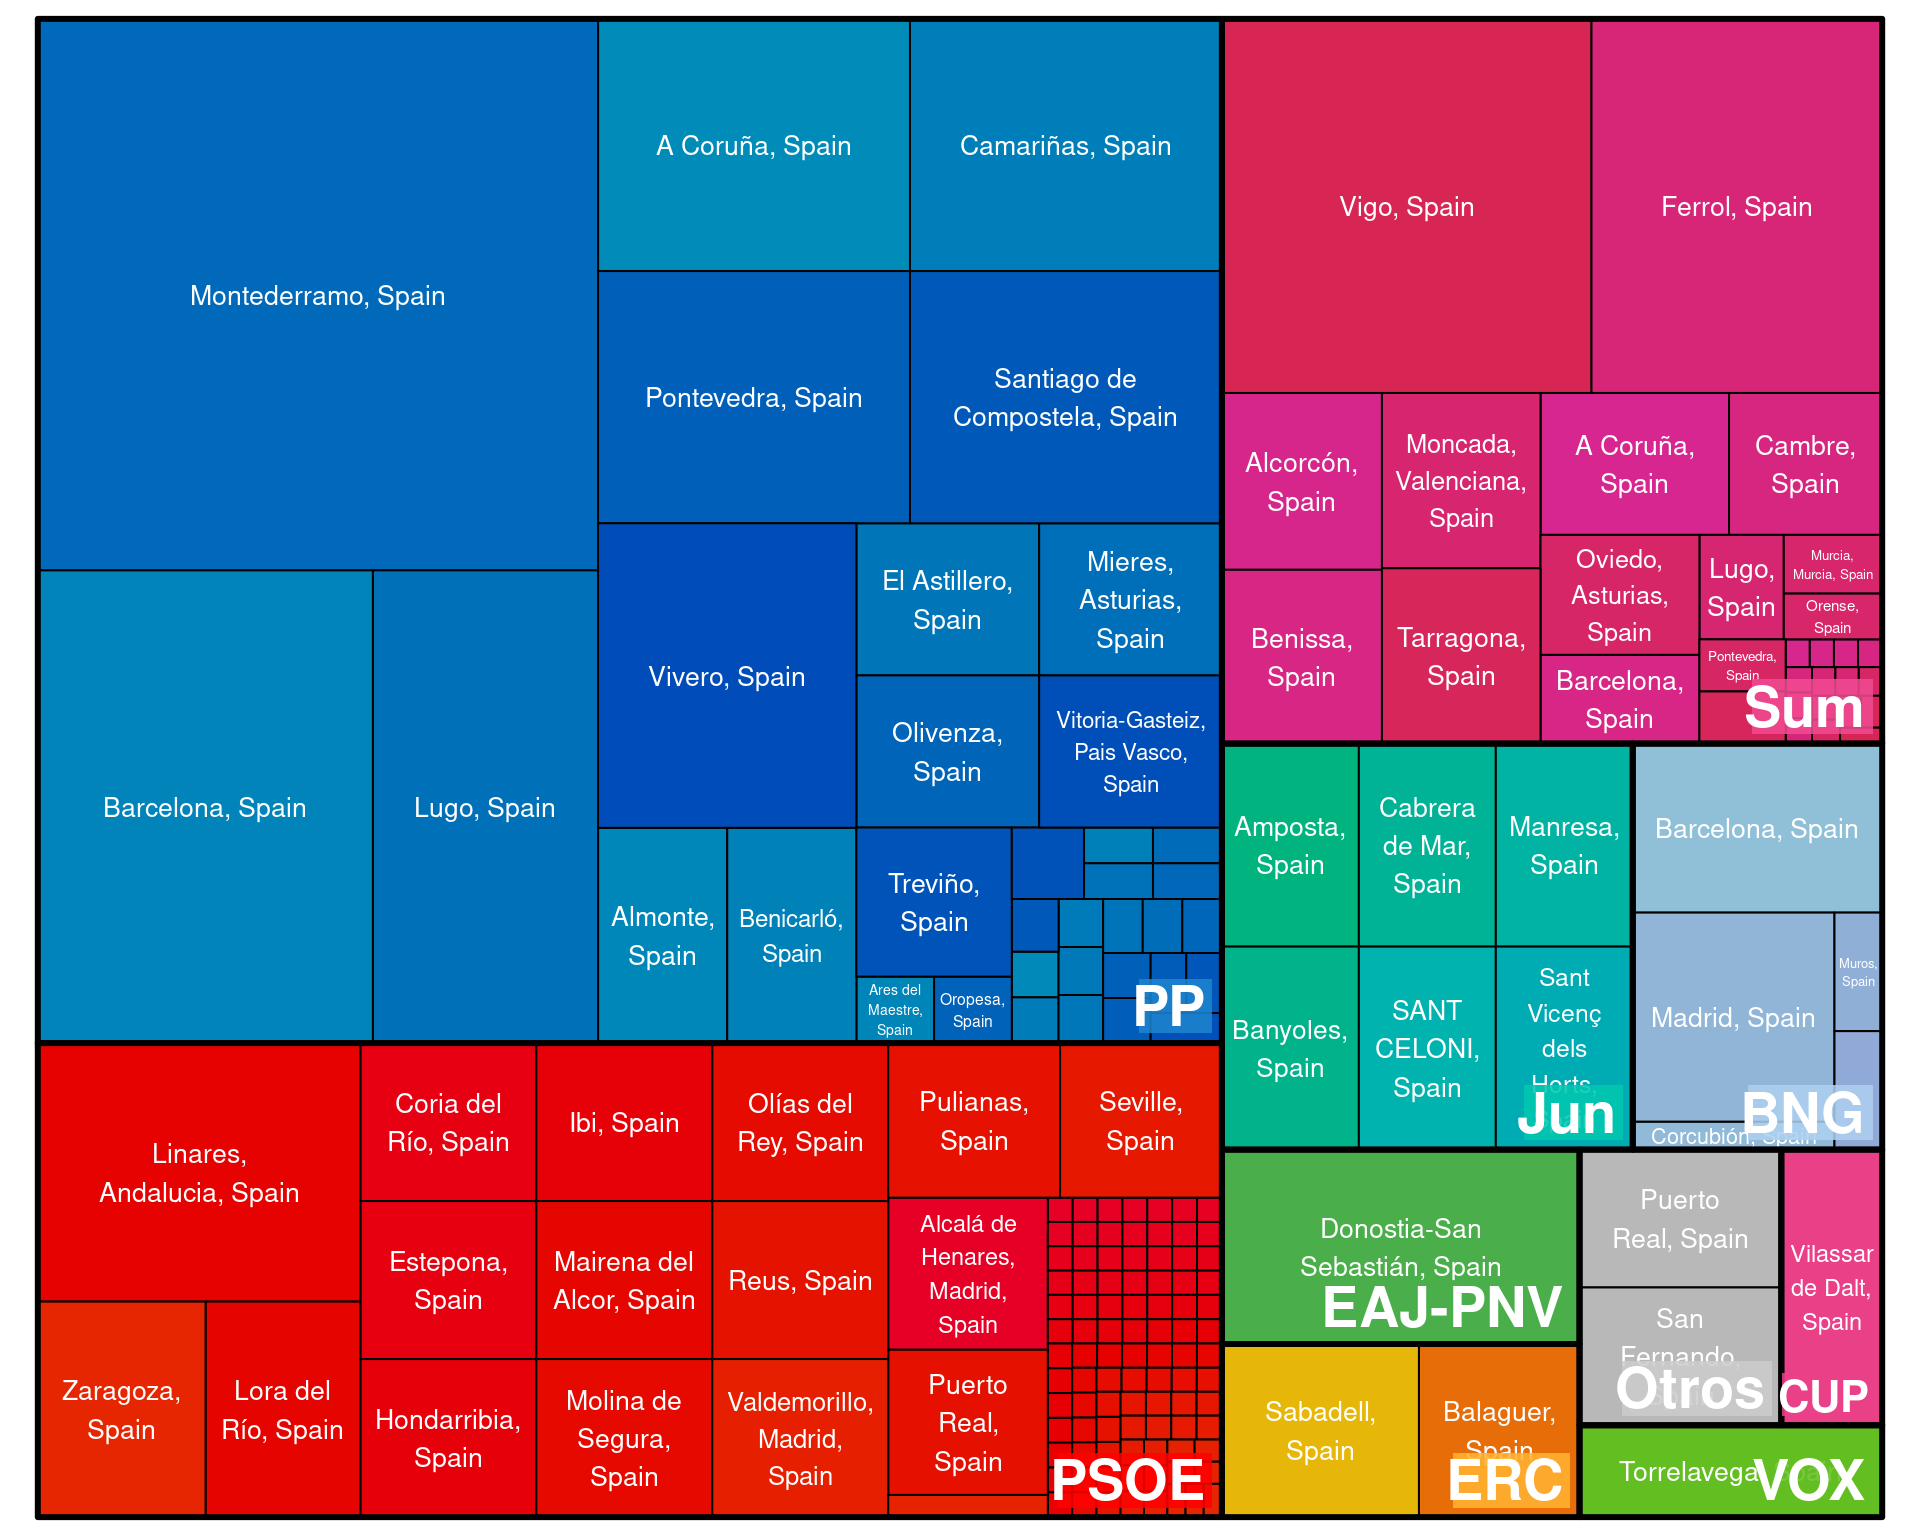 Montederramo, Spain
A Coruña, Spain
Camariñas, Spain
Pontevedra, Spain
Santiago de
Compostela, Spain
Barcelona, Spain
Lugo, Spain
Vivero, Spain
El Astillero,
Spain
Mieres,
Asturias,
Spain
Olivenza,
Spain
Vitoria-Gasteiz,
Pais Vasco,
Spain
Almonte,
Spain
Benicarló,
Spain
Treviño,
Spain
Ares del
Maestre,
Spain
Oropesa,
Spain
PP
Vigo, Spain
Ferrol, Spain
Alcorcón,
Spain
Moncada,
Valenciana,
Spain
A Coruña,
Spain
Cambre,
Spain
Benissa,
Spain
Tarragona,
Spain
Oviedo,
Asturias,
Spain
Barcelona,
Spain
Lugo,
Spain
Murcia,
Murcia, Spain
Orense,
Spain
Pontevedra,
Spain
Sum
Amposta,
Spain
Cabrera
de Mar,
Spain
Manresa,
Spain
Banyoles,
Spain
SANT
CELONI,
Spain
Sant
Vicenç
dels
Horts,
Jun
Barcelona, Spain
Madrid, Spain
Muros,
Spain
Corcubión, Spain
BNG
Linares,
Andalucia, Spain
Zaragoza,
Spain
Lora del
Río, Spain
Coria del
Río, Spain
Ibi, Spain
Olías del
Rey, Spain
Estepona,
Spain
Mairena del
Alcor, Spain
Reus, Spain
Hondarribia,
Spain
Molina de
Segura,
Spain
Valdemorillo,
Madrid,
Spain
Pulianas,
Spain
Seville,
Spain
Alcalá de
Henares,
Madrid,
Spain
Puerto
Real,
Spain
PSOE
Donostia-San
Sebastián, Spain
EAJ-PNV
Sabadell,
Spain
Balaguer,
Spain
ERC
Puerto
Real, Spain
San
Fernando,
Otros
Vilassar
de Dalt,
Spain
CUP
Torrelavega
VOX